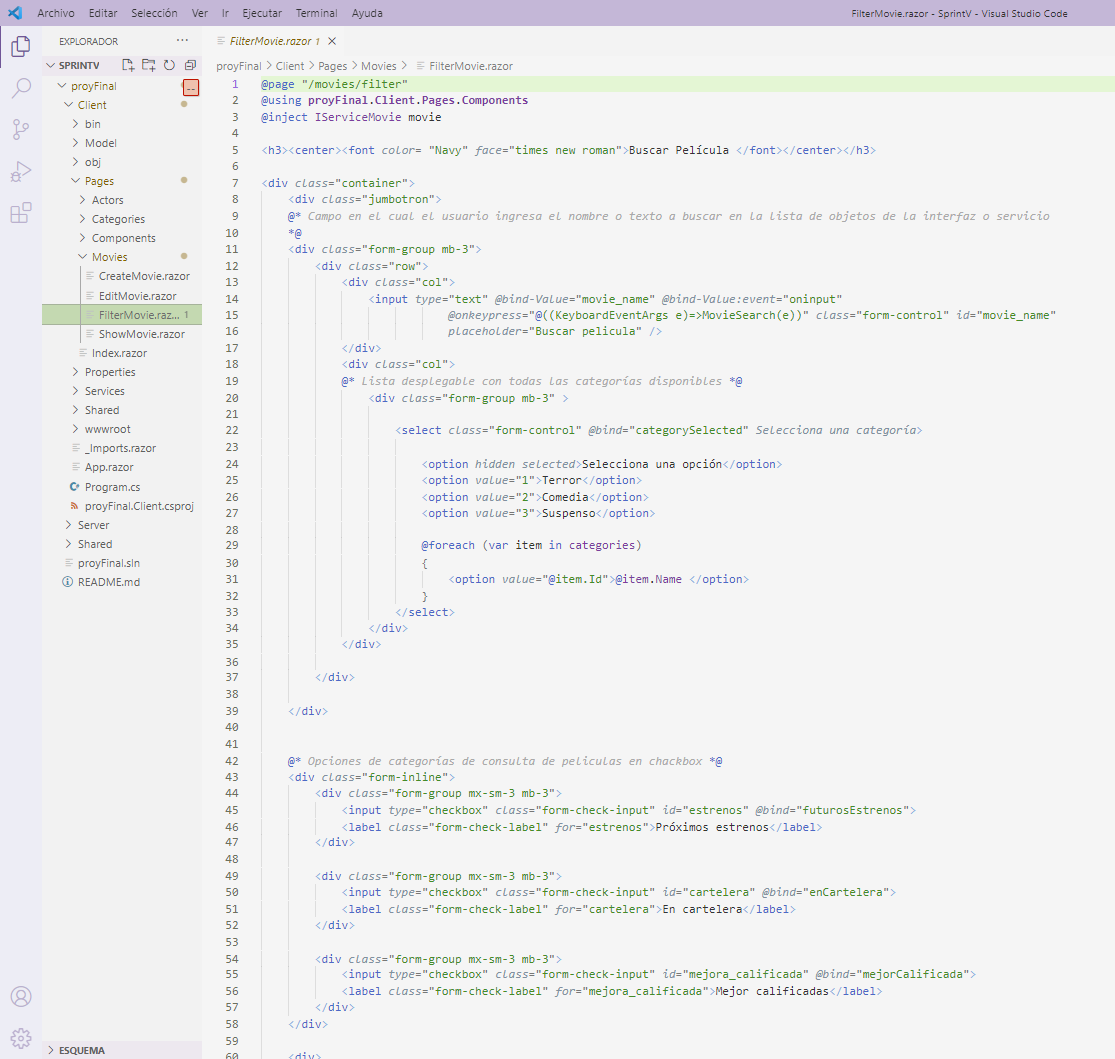 Archivo Editar Selección Ver Ir Ejecutar Terminal Ayuda
FilterMovie.razor - SprintV - Visual Studio Code
EXPLORADOR ···
SPRINTV
proyFinal
Client
bin
Model
obj
Pages
Actors
Categories
Components
Movies
CreateMovie.razor
EditMovie.razor
FilterMovie.raz... 1
ShowMovie.razor
Index.razor
Properties
Services
Shared
wwwroot
_Imports.razor
App.razor
Program.cs
proyFinal.Client.csproj
Server
Shared
proyFinal.sln
README.md
ESQUEMA
FilterMovie.razor 1
proyFinal > Client > Pages > Movies > FilterMovie.razor
1 @page "/movies/filter"
2 @using proyFinal.Client.Pages.Components
3 @inject IServiceMovie movie
4
5 <h3><center><font color= "Navy" face="times new roman">Buscar Película </font></center></h3>
6
7 <div class="container">
8 <div class="jumbotron">
9 @* Campo en el cual el usuario ingresa el nombre o texto a buscar en la lista de objetos de la interfaz o servicio
10 *@
11 <div class="form-group mb-3">
12 <div class="row">
13 <div class="col">
14 <input type="text" @bind-Value="movie_name" @bind-Value:event="oninput"
15 @onkeypress="@((KeyboardEventArgs e)=>MovieSearch(e))" class="form-control" id="movie_name"
16 placeholder="Buscar pelicula" />
17 </div>
18 <div class="col">
19 @* Lista desplegable con todas las categorías disponibles *@
20 <div class="form-group mb-3" >
21
22 <select class="form-control" @bind="categorySelected" Selecciona una categoría>
23
24 <option hidden selected>Selecciona una opción</option>
25 <option value="1">Terror</option>
26 <option value="2">Comedia</option>
27 <option value="3">Suspenso</option>
28
29 @foreach (var item in categories)
30 {
31 <option value="@item.Id">@item.Name </option>
32 }
33 </select>
34 </div>
35 </div>
36
37 </div>
38
39 </div>
40
41
42 @* Opciones de categorías de consulta de peliculas en chackbox *@
43 <div class="form-inline">
44 <div class="form-group mx-sm-3 mb-3">
45 <input type="checkbox" class="form-check-input" id="estrenos" @bind="futurosEstrenos">
46 <label class="form-check-label" for="estrenos">Próximos estrenos</label>
47 </div>
48
49 <div class="form-group mx-sm-3 mb-3">
50 <input type="checkbox" class="form-check-input" id="cartelera" @bind="enCartelera">
51 <label class="form-check-label" for="cartelera">En cartelera</label>
52 </div>
53
54 <div class="form-group mx-sm-3 mb-3">
55 <input type="checkbox" class="form-check-input" id="mejora_calificada" @bind="mejorCalificada">
56 <label class="form-check-label" for="mejora_calificada">Mejor calificadas</label>
57 </div>
58 </div>
59
60 <div>